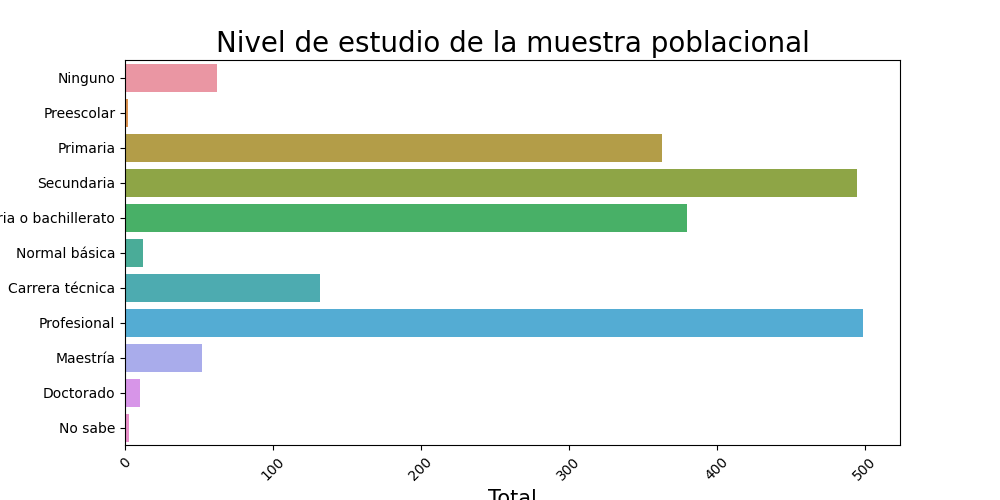 Nivel de estudio de la muestra poblacional
Ninguno
Preescolar
Primaria
Secundaria
ria o bachillerato
Normal básica
Carrera técnica
Profesional
Maestría
Doctorado
No sabe
0 100 200 300 400 500
Total